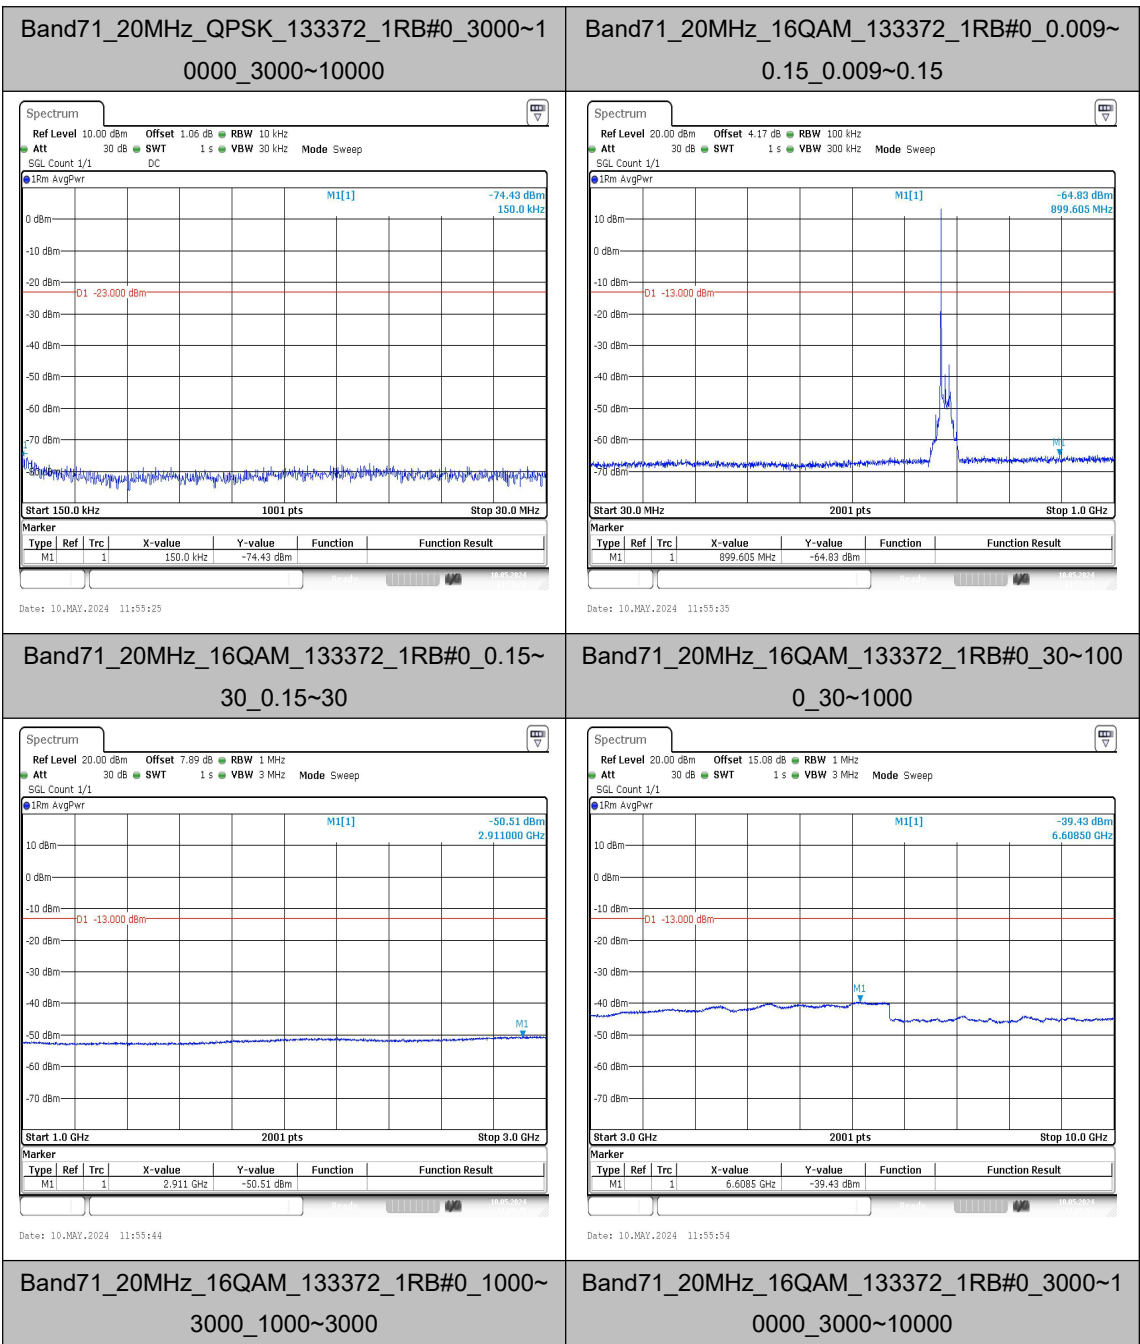 Band71_20MHz_QPSK_133372_1RB#0_3000~1
0000_3000~10000
Band71_20MHz_16QAM_133372_1RB#0_0.009~
0.15_0.009~0.15
Spectrum
Ref Level 10.00 dBm Offset 1.06 dB RBW 10 kHz
Att 30 dB SWT 1 s VBW 30 kHz Mode Sweep
SGL Count 1/1 DC
1Rm AvgPwr
M1[1] -74.43 dBm
150.0 kHz
0 dBm
-10 dBm
-20 dBm
D1 -23.000 dBm
-30 dBm
-40 dBm
-50 dBm
-60 dBm
-70 dBm
Start 150.0 kHz 1001 pts Stop 30.0 MHz
Marker
Type Ref Trc X-value Y-value Function Function Result
M1 1 150.0 kHz -74.43 dBm
10.05.2024
Date: 10.MAY.2024 11:55:25
Spectrum
Ref Level 20.00 dBm Offset 4.17 dB RBW 100 kHz
Att 30 dB SWT 1 s VBW 300 kHz Mode Sweep
SGL Count 1/1
1Rm AvgPwr
M1[1] -64.83 dBm
899.605 MHz
10 dBm
0 dBm
-10 dBm
D1 -13.000 dBm
-20 dBm
-30 dBm
-40 dBm
-50 dBm
-60 dBm
M1
-70 dBm
Start 30.0 MHz 2001 pts Stop 1.0 GHz
Marker
Type Ref Trc X-value Y-value Function Function Result
M1 1 899.605 MHz -64.83 dBm
10.05.2024
Date: 10.MAY.2024 11:55:35
Band71_20MHz_16QAM_133372_1RB#0_0.15~
30_0.15~30
Band71_20MHz_16QAM_133372_1RB#0_30~100
0_30~1000
Spectrum
Ref Level 20.00 dBm Offset 7.89 dB RBW 1 MHz
Att 30 dB SWT 1 s VBW 3 MHz Mode Sweep
SGL Count 1/1
1Rm AvgPwr
M1[1] -50.51 dBm
2.911000 GHz
10 dBm
0 dBm
-10 dBm
D1 -13.000 dBm
-20 dBm
-30 dBm
-40 dBm
M1
-50 dBm
-60 dBm
-70 dBm
Start 1.0 GHz 2001 pts Stop 3.0 GHz
Marker
Type Ref Trc X-value Y-value Function Function Result
M1 1 2.911 GHz -50.51 dBm
10.05.2024
Date: 10.MAY.2024 11:55:44
Spectrum
Ref Level 20.00 dBm Offset 15.08 dB RBW 1 MHz
Att 30 dB SWT 1 s VBW 3 MHz Mode Sweep
SGL Count 1/1
1Rm AvgPwr
M1[1] -39.43 dBm
6.60850 GHz
10 dBm
0 dBm
-10 dBm
D1 -13.000 dBm
-20 dBm
-30 dBm
M1
-40 dBm
-50 dBm
-60 dBm
-70 dBm
Start 3.0 GHz 2001 pts Stop 10.0 GHz
Marker
Type Ref Trc X-value Y-value Function Function Result
M1 1 6.6085 GHz -39.43 dBm
10.05.2024
Date: 10.MAY.2024 11:55:54
Band71_20MHz_16QAM_133372_1RB#0_1000~
3000_1000~3000
Band71_20MHz_16QAM_133372_1RB#0_3000~1
0000_3000~10000